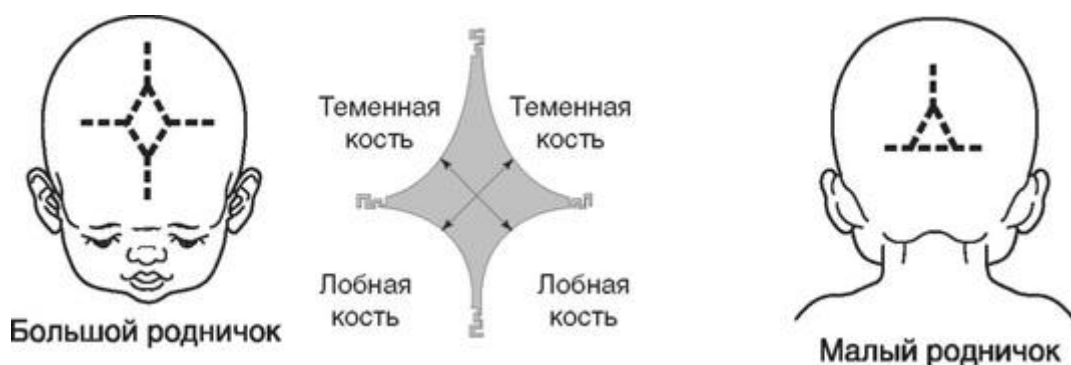 Теменная
кость
Теменная
кость
Лобная
кость
Лобная
кость
Большой родничок
Малый родничок